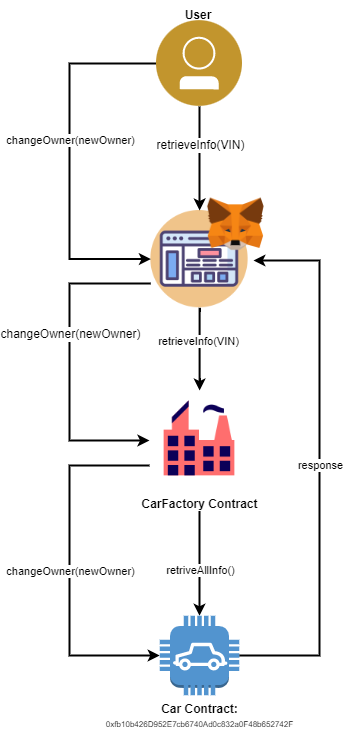 User
changeOwner(newOwner)
retrieveInfo(VIN)
changeOwner(newOwner)
retrieveInfo(VIN)
response
CarFactory Contract
changeOwner(newOwner)
retriveAllInfo()
Car Contract:
0xfb10b426D952E7cb6740Ad0c832a0F48b652742F